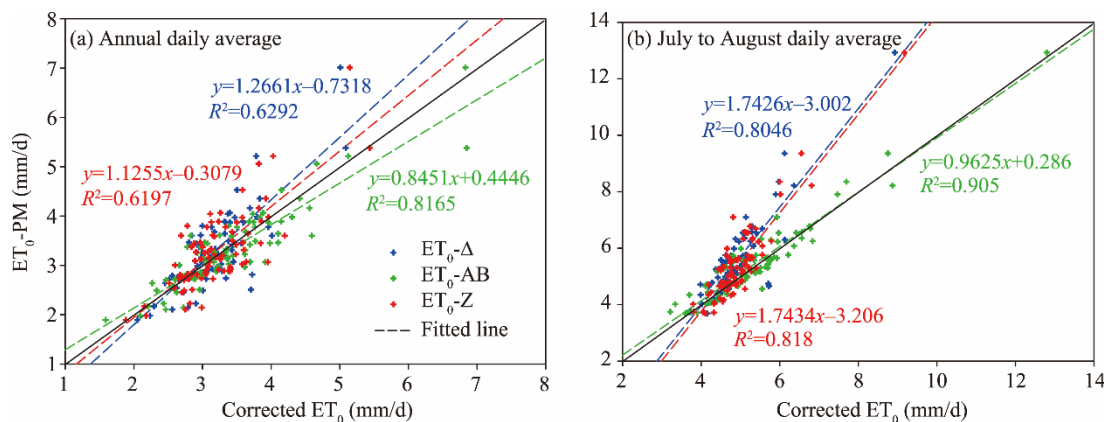 (a) Annual daily average
y=1.2661x–0.7318
R²=0.6292
y=1.1255x–0.3079
R²=0.6197
y=0.8451x+0.4446
R²=0.8165
ET₀-Δ
ET₀-AB
ET₀-Z
Fitted line
ET₀-PM (mm/d)
8
7
6
5
4
3
2
1
1 2 3 4 5 6 7 8
Corrected ET₀ (mm/d)
(b) July to August daily average
y=1.7426x–3.002
R²=0.8046
y=0.9625x+0.286
R²=0.905
y=1.7434x–3.206
R²=0.818
14
12
10
8
6
4
2
2 4 6 8 10 12 14
Corrected ET₀ (mm/d)